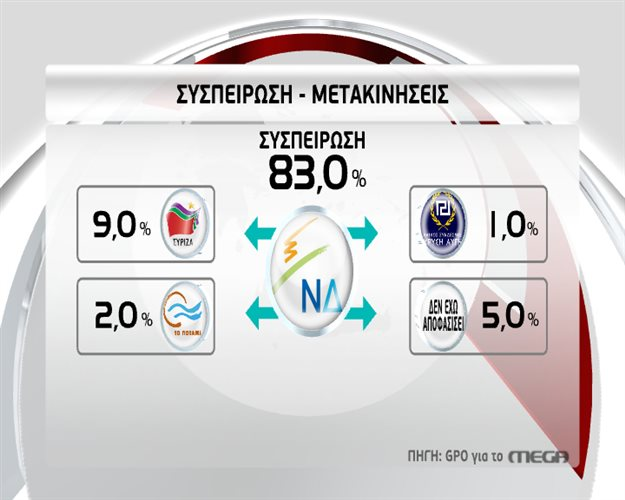 ΣΥΣΠΕΙΡΩΣΗ - ΜΕΤΑΚΙΝΗΣΕΙΣ
ΣΥΣΠΕΙΡΩΣΗ
83,0 %
9,0 %
ΣΥΡΙΖΑ
1,0 %
2,0 %
ΤΟ ΠΟΤΑΜΙ
ΝΔ
ΔΕΝ ΕΧΩ
ΑΠΟΦΑΣΙΣΕΙ
5,0 %
ΠΗΓΗ: GPO για το MEGA